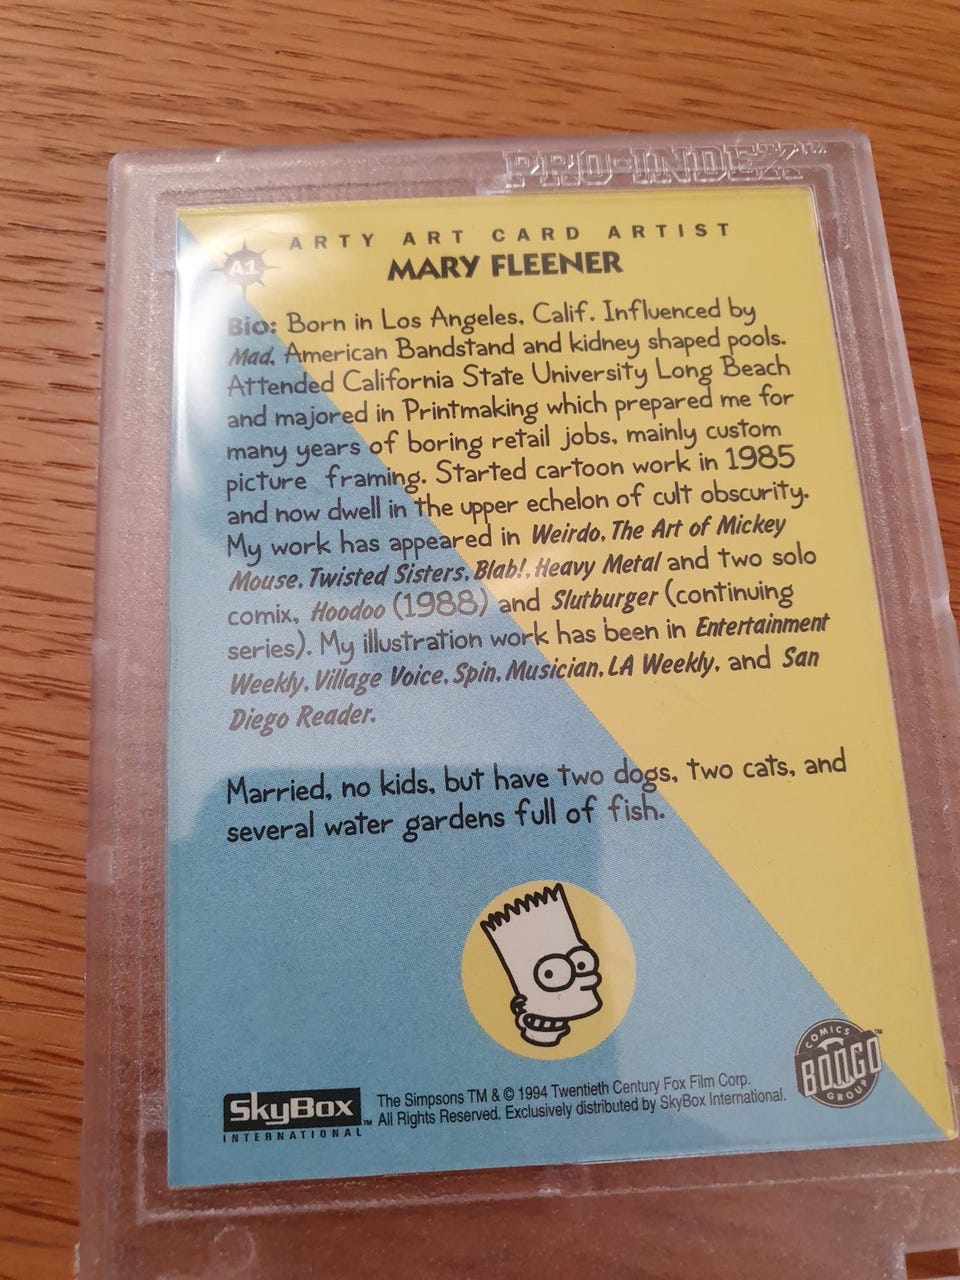 PRO-INDEX™
ARTY ART CARD ARTIST
A1
MARY FLEENER
Bio: Born in Los Angeles, Calif. Influenced by
Mad, American Bandstand and kidney shaped pools.
Attended California State University Long Beach
and majored in Printmaking which prepared me for
many years of boring retail jobs, mainly custom
picture framing. Started cartoon work in 1985
and now dwell in the upper echelon of cult obscurity.
My work has appeared in Weirdo, The Art of Mickey
Mouse, Twisted Sisters, Blab!, Heavy Metal and two solo
comix, Hoodoo (1988) and Slutburger (continuing
series). My illustration work has been in Entertainment
Weekly, Village Voice, Spin, Musician, LA Weekly, and San
Diego Reader.
Married, no kids, but have two dogs, two cats, and
several water gardens full of fish.
COMICS
BONGO™
GROUP
SkyBox™
INTERNATIONAL
The Simpsons TM & © 1994 Twentieth Century Fox Film Corp.
All Rights Reserved. Exclusively distributed by SkyBox International.